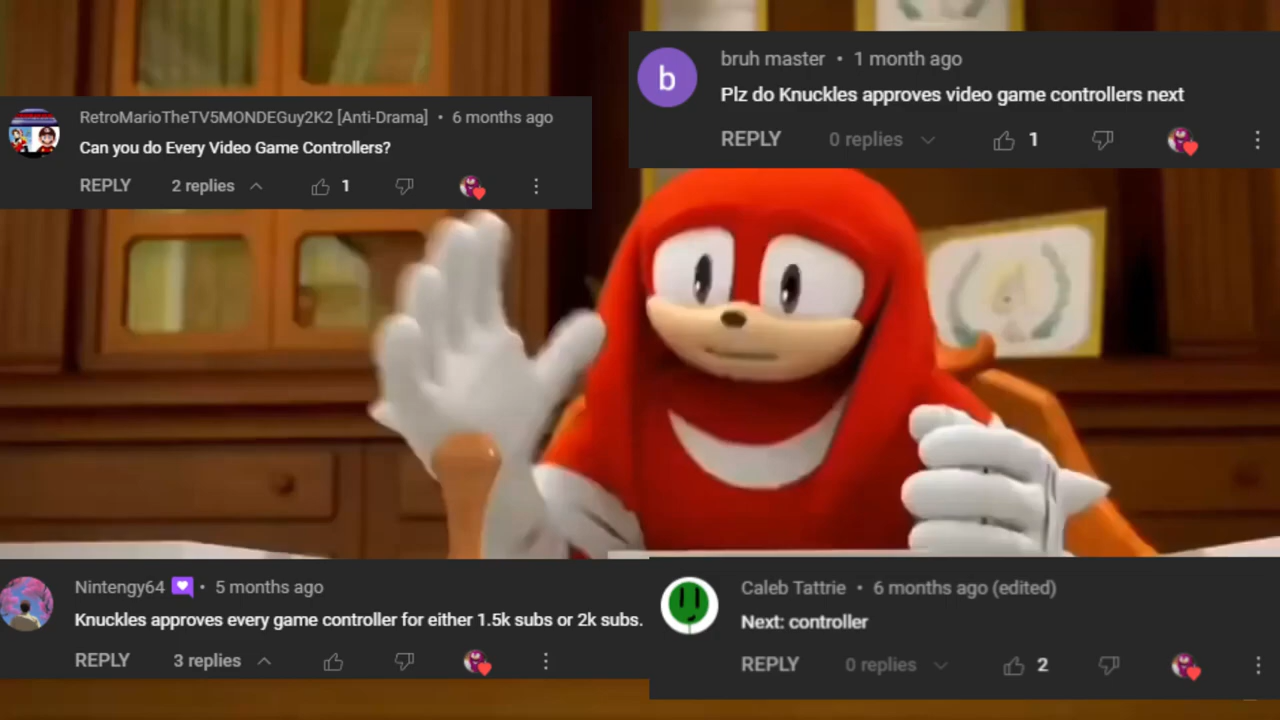 bruh master • 1 month ago
Plz do Knuckles approves video game controllers next
REPLY 0 replies 1
RetroMarioTheTV5MONDEGuy2K2 [Anti-Drama] • 6 months ago
Can you do Every Video Game Controllers?
REPLY 2 replies 1
b
Nintengy64 • 5 months ago
Knuckles approves every game controller for either 1.5k subs or 2k subs.
REPLY 3 replies
Caleb Tattrie • 6 months ago (edited)
Next: controller
REPLY 0 replies 2